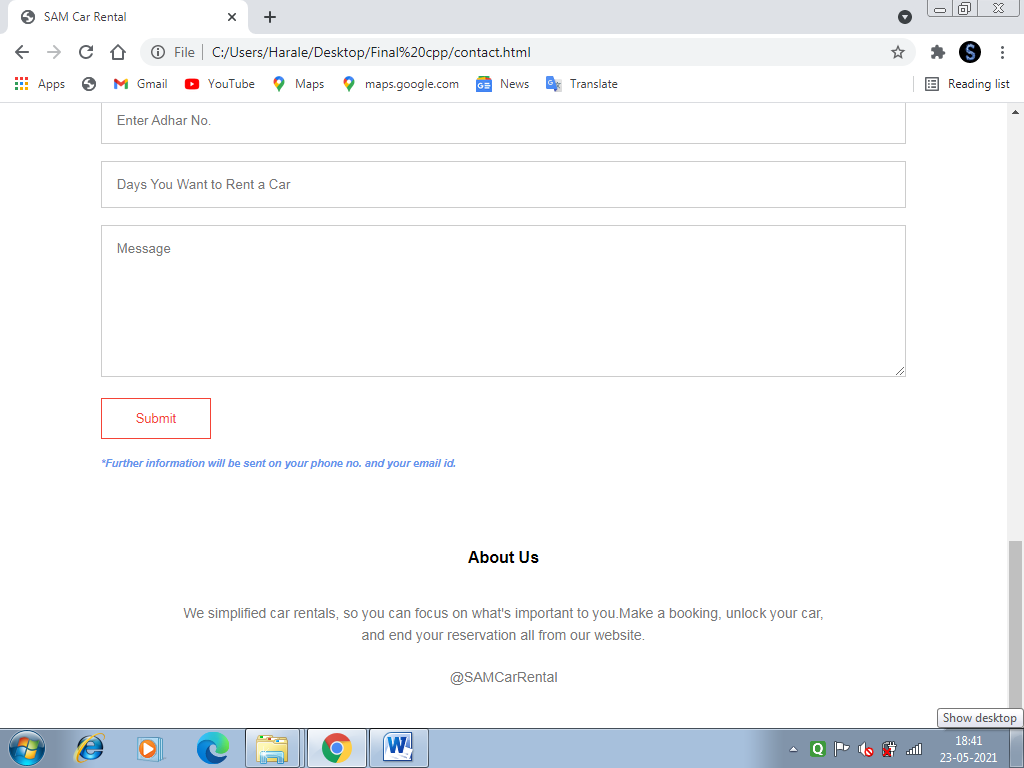 SAM Car Rental
File C:/Users/Harale/Desktop/Final%20cpp/contact.html
Apps Gmail YouTube Maps maps.google.com News Translate Reading list
Enter Adhar No.
Days You Want to Rent a Car
Message
Submit
*Further information will be sent on your phone no. and your email id.
About Us
We simplified car rentals, so you can focus on what's important to you.Make a booking, unlock your car,
and end your reservation all from our website.
@SAMCarRental
Show desktop
18:41
23-05-2021